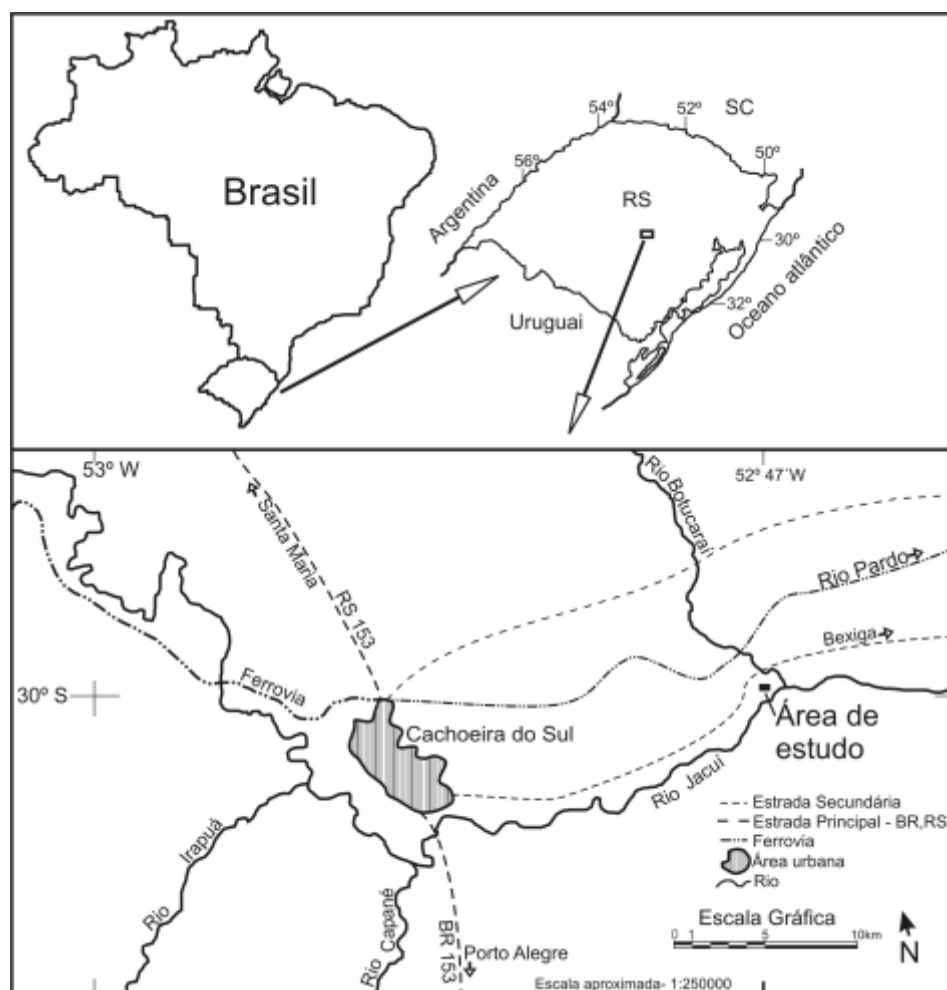 Brasil
54º
52º
SC
56º
50º
Argentina
RS
30º
32º
Uruguai
Oceano atlântico
53º W
52º 47´W
Santa Maria
RS 153
Rio Botucaraí
Rio Pardo
Bexiga
30º S
Ferrovia
Cachoeira do Sul
Área de
estudo
Rio Jacuí
Rio Irapuá
Rio Capané
BR 153
Porto Alegre
Estrada Secundária
Estrada Principal - BR,RS
Ferrovia
Área urbana
Rio
Escala Gráfica
0 1 5 10km
N
Escala aproximada- 1:250000